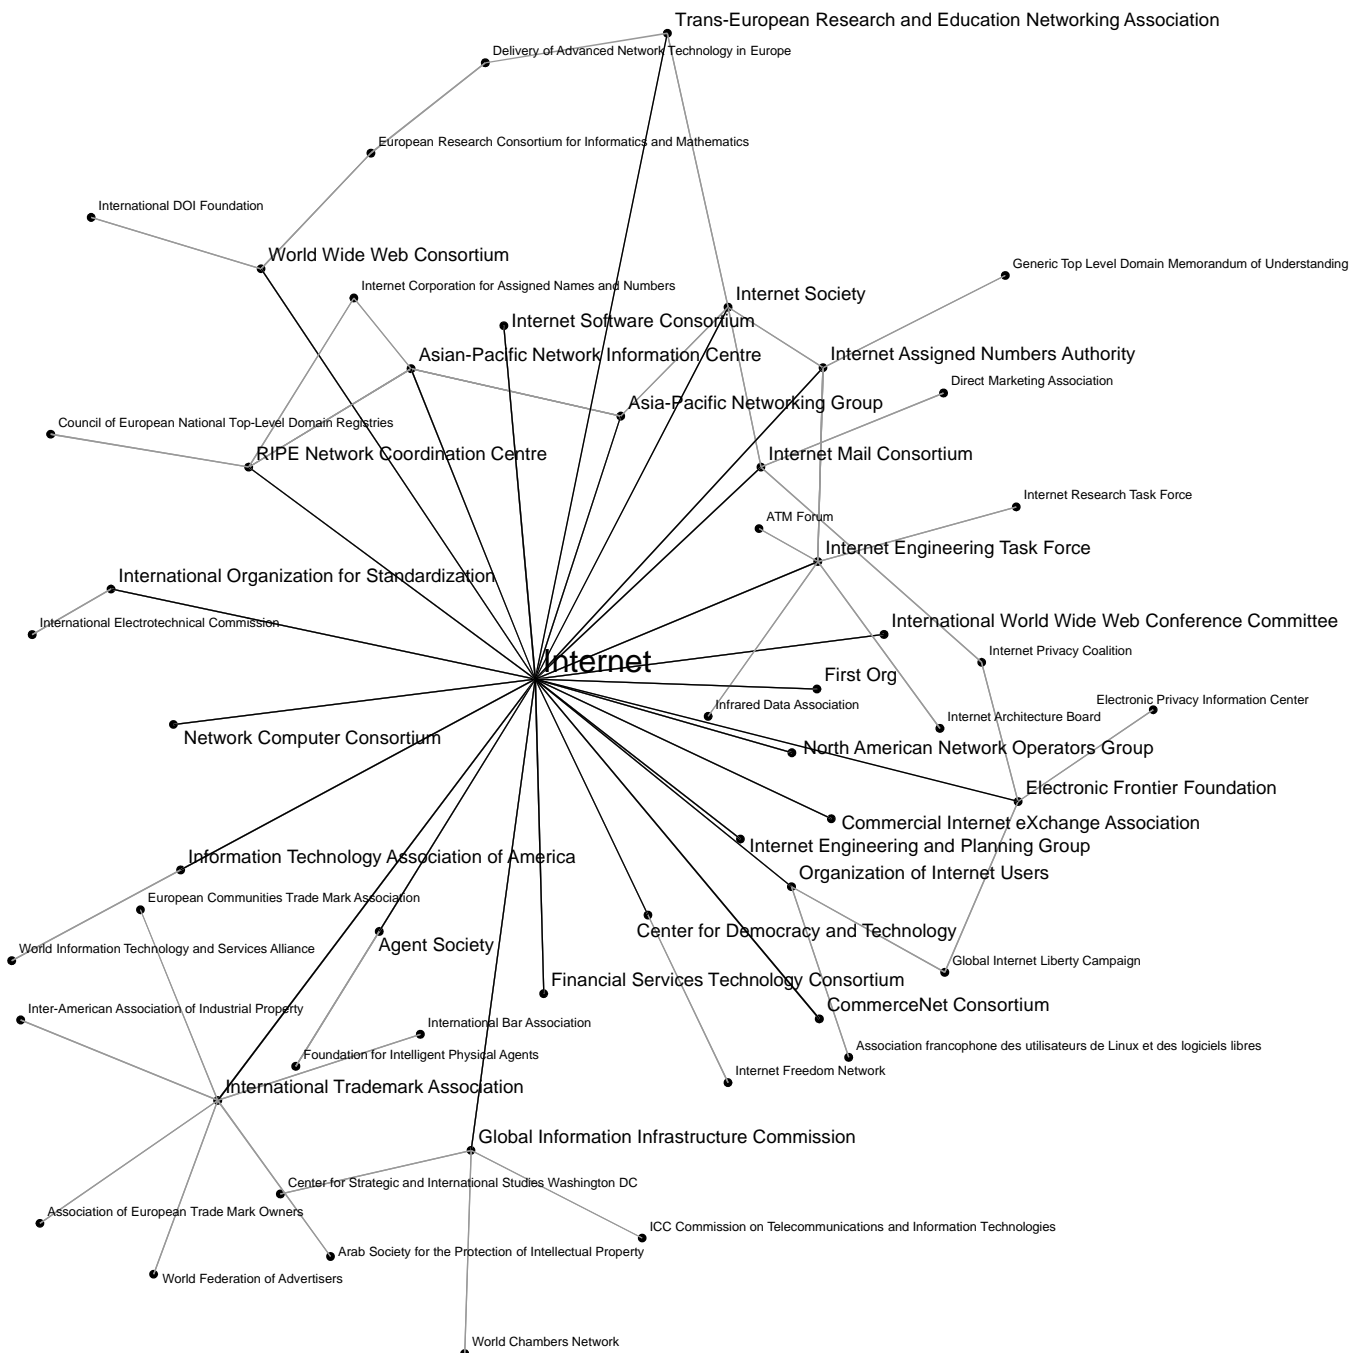 Trans-European Research and Education Networking Association
Delivery of Advanced Network Technology in Europe
European Research Consortium for Informatics and Mathematics
International DOI Foundation
World Wide Web Consortium
Generic Top Level Domain Memorandum of Understanding
Internet Corporation for Assigned Names and Numbers
Internet Society
Internet Software Consortium
Asian-Pacific Network Information Centre
Internet Assigned Numbers Authority
Direct Marketing Association
Asia-Pacific Networking Group
Council of European National Top-Level Domain Registries
RIPE Network Coordination Centre
Internet Mail Consortium
Internet Research Task Force
ATM Forum
Internet Engineering Task Force
International Organization for Standardization
International Electrotechnical Commission
International World Wide Web Conference Committee
Internet Privacy Coalition
Internet
First Org
Electronic Privacy Information Center
Infrared Data Association
Internet Architecture Board
Network Computer Consortium
North American Network Operators Group
Electronic Frontier Foundation
Commercial Internet eXchange Association
Internet Engineering and Planning Group
Information Technology Association of America
Organization of Internet Users
European Communities Trade Mark Association
Center for Democracy and Technology
Agent Society
World Information Technology and Services Alliance
Global Internet Liberty Campaign
Financial Services Technology Consortium
CommerceNet Consortium
Inter-American Association of Industrial Property
International Bar Association
Association francophone des utilisateurs de Linux et des logiciels libres
Foundation for Intelligent Physical Agents
Internet Freedom Network
International Trademark Association
Global Information Infrastructure Commission
Center for Strategic and International Studies Washington DC
Association of European Trade Mark Owners
ICC Commission on Telecommunications and Information Technologies
Arab Society for the Protection of Intellectual Property
World Federation of Advertisers
World Chambers Network